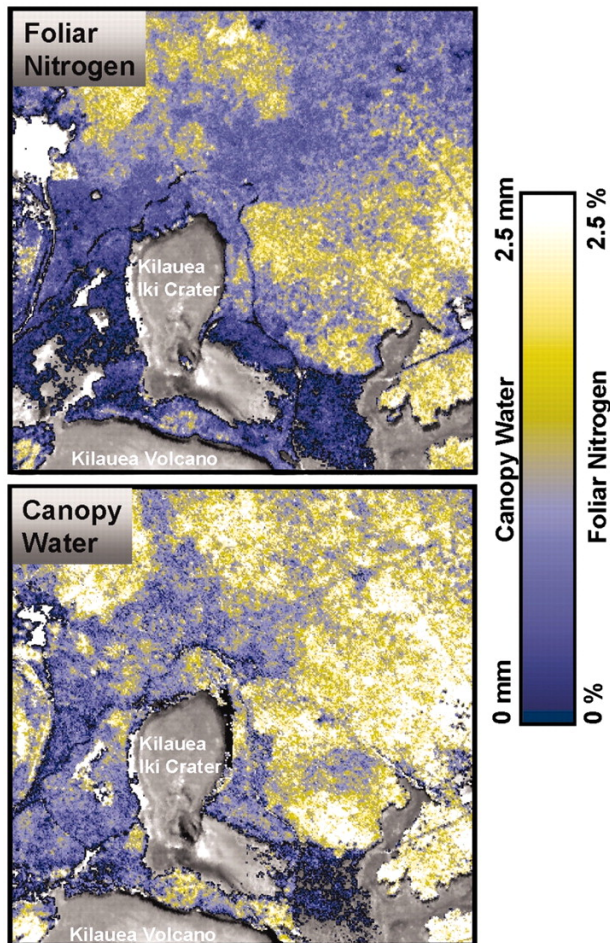 Foliar
Nitrogen
Kilauea
Iki Crater
Kilauea Volcano
Canopy
Water
Kilauea
Iki Crater
Kilauea Volcano
2.5 mm
2.5 %
Canopy Water
Foliar Nitrogen
0 mm
0 %